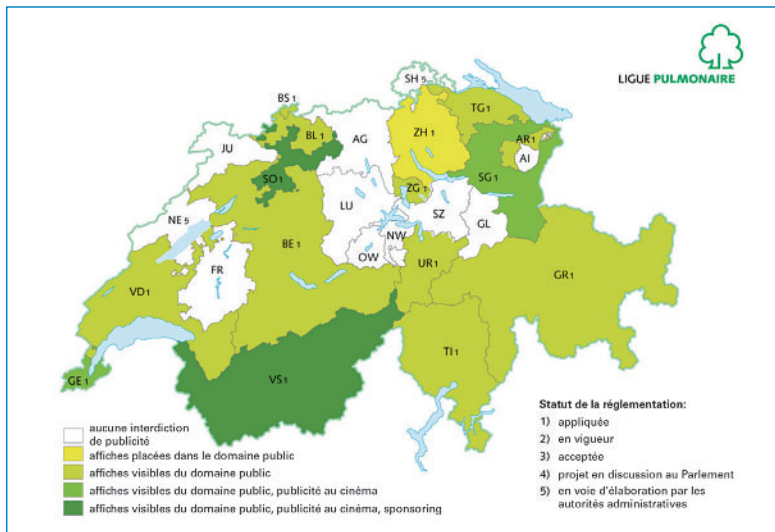 LIGUE PULMONAIRE
SH 5
BS 1
TG 1
BL 1
ZH 1
AG
AR 1
JU
AI
SO 1
SG 1
ZG 1
LU
SZ
NE 5
GL
NW
BE 1
OW
FR
UR 1
GR 1
VD 1
TI 1
GE 1
VS 1
aucune interdiction
de publicité
affiches placées dans le domaine public
affiches visibles du domaine public
affiches visibles du domaine public, publicité au cinéma
affiches visibles du domaine public, publicité au cinéma, sponsoring
Statut de la réglementation:
1) appliquée
2) en vigueur
3) acceptée
4) projet en discussion au Parlement
5) en voie d'élaboration par les
autorités administratives